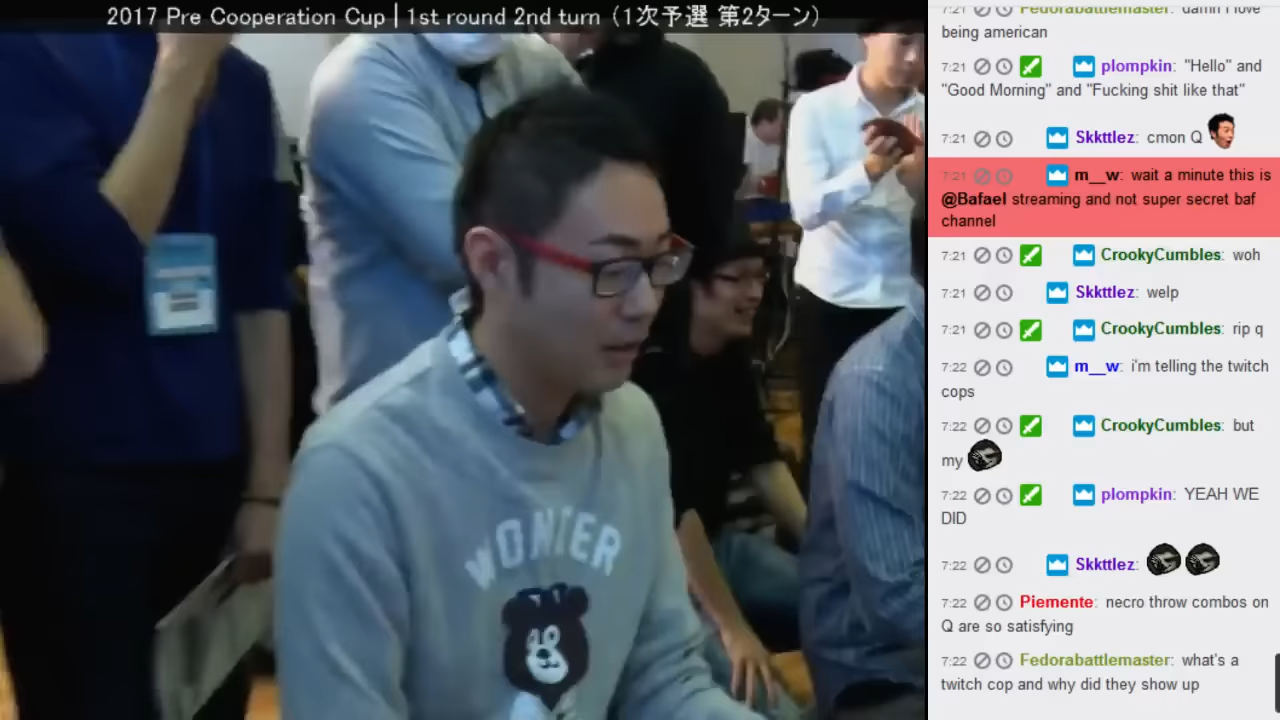 2017 Pre Cooperation Cup | 1st round 2nd turn (1次予選 第2ターン)
WONDER
7:21 Fedorabattlemaster: damn i love
being american
7:21 plompkin: "Hello" and
"Good Morning" and "Fucking shit like that"
7:21 Skkttlez: cmon Q
7:21 m__w: wait a minute this is
@Bafael streaming and not super secret baf
channel
7:21 CrookyCumbles: woh
7:21 Skkttlez: welp
7:21 CrookyCumbles: rip q
7:22 m__w: i'm telling the twitch
cops
7:22 CrookyCumbles: but
my
7:22 plompkin: YEAH WE
DID
7:22 Skkttlez:
7:22 Piemente: necro throw combos on
Q are so satisfying
7:22 Fedorabattlemaster: what's a
twitch cop and why did they show up